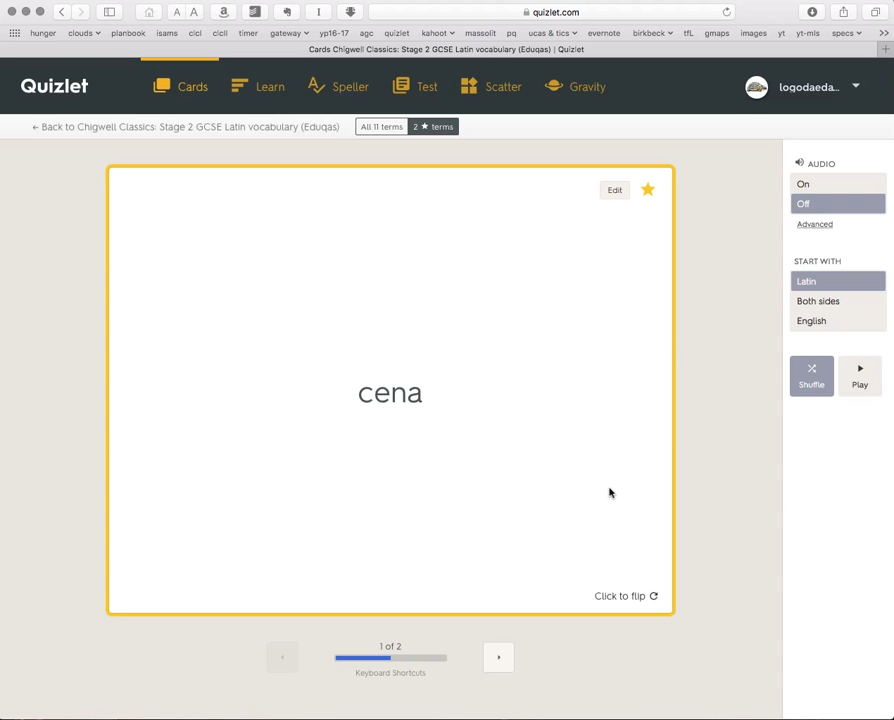 quizlet.com
hunger clouds planbook isams cicl cicll timer gateway yp16-17 agc quizlet kahoot massolit pq ucas & tics evernote birkbeck tfL gmaps images yt yt-mls specs >>
Cards Chigwell Classics: Stage 2 GCSE Latin vocabulary (Eduqas) | Quizlet
Quizlet Cards Learn Speller Test Scatter Gravity logodaeda...
← Back to Chigwell Classics: Stage 2 GCSE Latin vocabulary (Eduqas) All 11 terms 2 ★ terms
AUDIO
On
Off
Advanced
START WITH
Latin
Both sides
English
Shuffle Play
Edit
cena
Click to flip
1 of 2
Keyboard Shortcuts